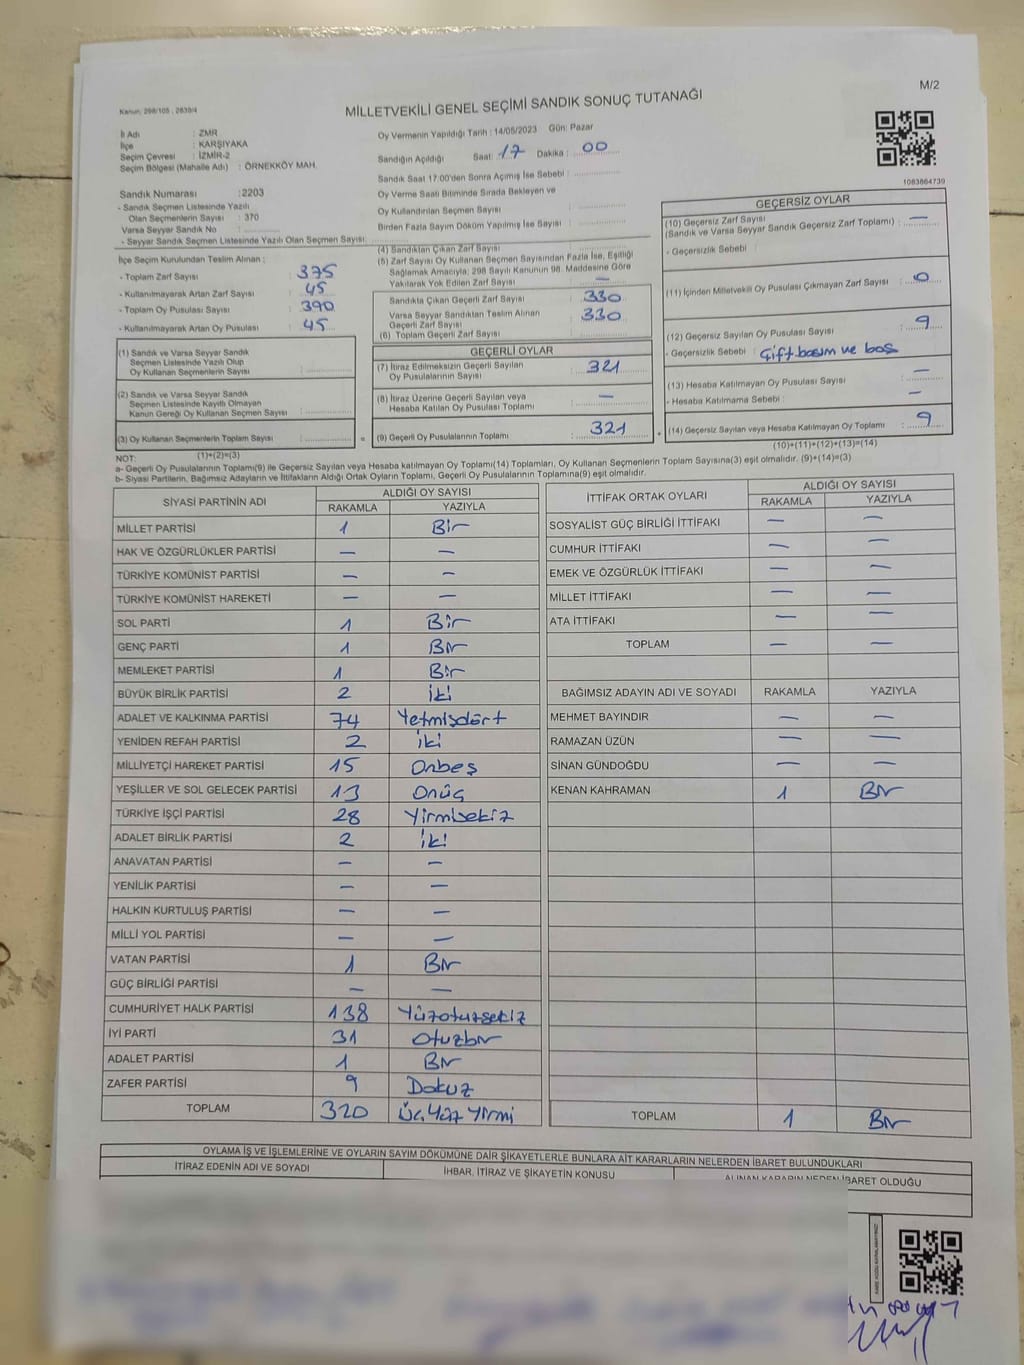 M/2
Kanun: 298/105 , 2839/4
MİLLETVEKİLİ GENEL SEÇİMİ SANDIK SONUÇ TUTANAĞI
İl Adı : ZMR
İlçe : KARŞIYAKA
Seçim Çevresi : İZMİR-2
Seçim Bölgesi (Mahalle Adı) : ÖRNEKKÖY MAH.
Oy Vermenin Yapıldığı Tarih : 14/05/2023 Gün: Pazar
Sandığın Açıldığı Saat: 17 Dakika : 00
Sandık Saat 17:00'den Sonra Açımış İse Sebebi :
Oy Verme Saati Bitiminde Sırada Bekleyen ve
Oy Kullandırılan Seçmen Sayısı :
Birden Fazla Sayım Döküm Yapılmış İse Sayısı :
1083864739
Sandık Numarası :2203
- Sandık Seçmen Listesinde Yazılı
Olan Seçmenlerin Sayısı : 370
Varsa Seyyar Sandık No :
- Seyyar Sandık Seçmen Listesinde Yazılı Olan Seçmen Sayısı:
İlçe Seçim Kurulundan Teslim Alınan ;
- Toplam Zarf Sayısı : 375
- Kullanılmayarak Artan Zarf Sayısı : 45
- Toplam Oy Pusulası Sayısı : 390
- Kullanılmayarak Artan Oy Pusulası : 45
(4) Sandıktan Çıkan Zarf Sayısı :
(5) Zarf Sayısı Oy Kullanan Seçmen Sayısından Fazla İse, Eşitliği
Sağlamak Amacıyla; 298 Sayılı Kanunun 98. Maddesine Göre
Yakılarak Yok Edilen Zarf Sayısı : —
Sandıkta Çıkan Geçerli Zarf Sayısı : 330
Varsa Seyyar Sandıktan Teslim Alınan
Geçerli Zarf Sayısı : 330
(6) Toplam Geçerli Zarf Sayısı :
GEÇERSİZ OYLAR
(10) Geçersiz Zarf Sayısı
(Sandık ve Varsa Seyyar Sandık Geçersiz Zarf Toplamı) : —
- Geçersizlik Sebebi :
(11) İçinden Milletvekili Oy Pusulası Çıkmayan Zarf Sayısı : 0
(12) Geçersiz Sayılan Oy Pusulası Sayısı : 9
- Geçersizlik Sebebi : Çift basım ve boş
(13) Hesaba Katılmayan Oy Pusulası Sayısı : —
- Hesaba Katılmama Sebebi : —
(14) Geçersiz Sayılan veya Hesaba Katılmayan Oy Toplamı : 9
(10)+(11)+(12)+(13)=(14)
(1) Sandık ve Varsa Seyyar Sandık
Seçmen Listesinde Yazılı Olup
Oy Kullanan Seçmenlerin Sayısı :
(2) Sandık ve Varsa Seyyar Sandık
Seçmen Listesinde Kayıtlı Olmayan
Kanun Gereği Oy Kullanan Seçmen Sayısı :
(3) Oy Kullanan Seçmenlerin Toplam Sayısı :
(1)+(2)=(3)
GEÇERLİ OYLAR
(7) İtiraz Edilmeksizin Geçerli Sayılan
Oy Pusulalarının Sayısı : 321
(8) İtiraz Üzerine Geçerli Sayılan veya
Hesaba Katılan Oy Pusulası Toplamı : —
(9) Geçerli Oy Pusulalarının Toplamı : 321
NOT:
a- Geçerli Oy Pusulalarının Toplamı(9) ile Geçersiz Sayılan veya Hesaba katılmayan Oy Toplamı(14) Toplamları, Oy Kullanan Seçmenlerin Toplam Sayısına(3) eşit olmalıdır. (9)+(14)=(3)
b- Siyasi Partilerin, Bağımsız Adayların ve İttifakların Aldığı Ortak Oyların Toplamı, Geçerli Oy Pusulalarının Toplamına(9) eşit olmalıdır.
SİYASİ PARTİNİN ADI ALDIĞI OY SAYISI
RAKAMLA YAZIYLA
MİLLET PARTİSİ 1 Bir
HAK VE ÖZGÜRLÜKLER PARTİSİ — —
TÜRKİYE KOMÜNİST PARTİSİ — —
TÜRKİYE KOMÜNİST HAREKETİ — —
SOL PARTİ 1 Bir
GENÇ PARTİ 1 Bir
MEMLEKET PARTİSİ 1 Bir
BÜYÜK BİRLİK PARTİSİ 2 iki
ADALET VE KALKINMA PARTİSİ 74 Yetmişdört
YENİDEN REFAH PARTİSİ 2 iki
MİLLİYETÇİ HAREKET PARTİSİ 15 Onbeş
YEŞİLLER VE SOL GELECEK PARTİSİ 13 Onüç
TÜRKİYE İŞÇİ PARTİSİ 28 Yirmisekiz
ADALET BİRLİK PARTİSİ 2 iki
ANAVATAN PARTİSİ — —
YENİLİK PARTİSİ — —
HALKIN KURTULUŞ PARTİSİ — —
MİLLİ YOL PARTİSİ — —
VATAN PARTİSİ 1 Bir
GÜÇ BİRLİĞİ PARTİSİ — —
CUMHURİYET HALK PARTİSİ 138 Yüzotuzsekiz
İYİ PARTİ 31 Otuzbir
ADALET PARTİSİ 1 Bir
ZAFER PARTİSİ 9 Dokuz
TOPLAM 320 Üç Yüz Yirmi
İTTİFAK ORTAK OYLARI ALDIĞI OY SAYISI
RAKAMLA YAZIYLA
SOSYALİST GÜÇ BİRLİĞİ İTTİFAKI — —
CUMHUR İTTİFAKI — —
EMEK VE ÖZGÜRLÜK İTTİFAKI — —
MİLLET İTTİFAKI — —
ATA İTTİFAKI — —
TOPLAM — —
BAĞIMSIZ ADAYIN ADI VE SOYADI RAKAMLA YAZIYLA
MEHMET BAYINDIR — —
RAMAZAN ÜZÜN — —
SİNAN GÜNDOĞDU — —
KENAN KAHRAMAN 1 Bir
TOPLAM 1 Bir
OYLAMA İŞ VE İŞLEMLERİNE VE OYLARIN SAYIM DÖKÜMÜNE DAİR ŞİKAYETLERLE BUNLARA AİT KARARLARIN NELERDEN İBARET BULUNDUKLARI
İTİRAZ EDENİN ADI VE SOYADI İHBAR, İTİRAZ VE ŞİKAYETİN KONUSU ALINAN KARARIN NEDEN İBARET OLDUĞU